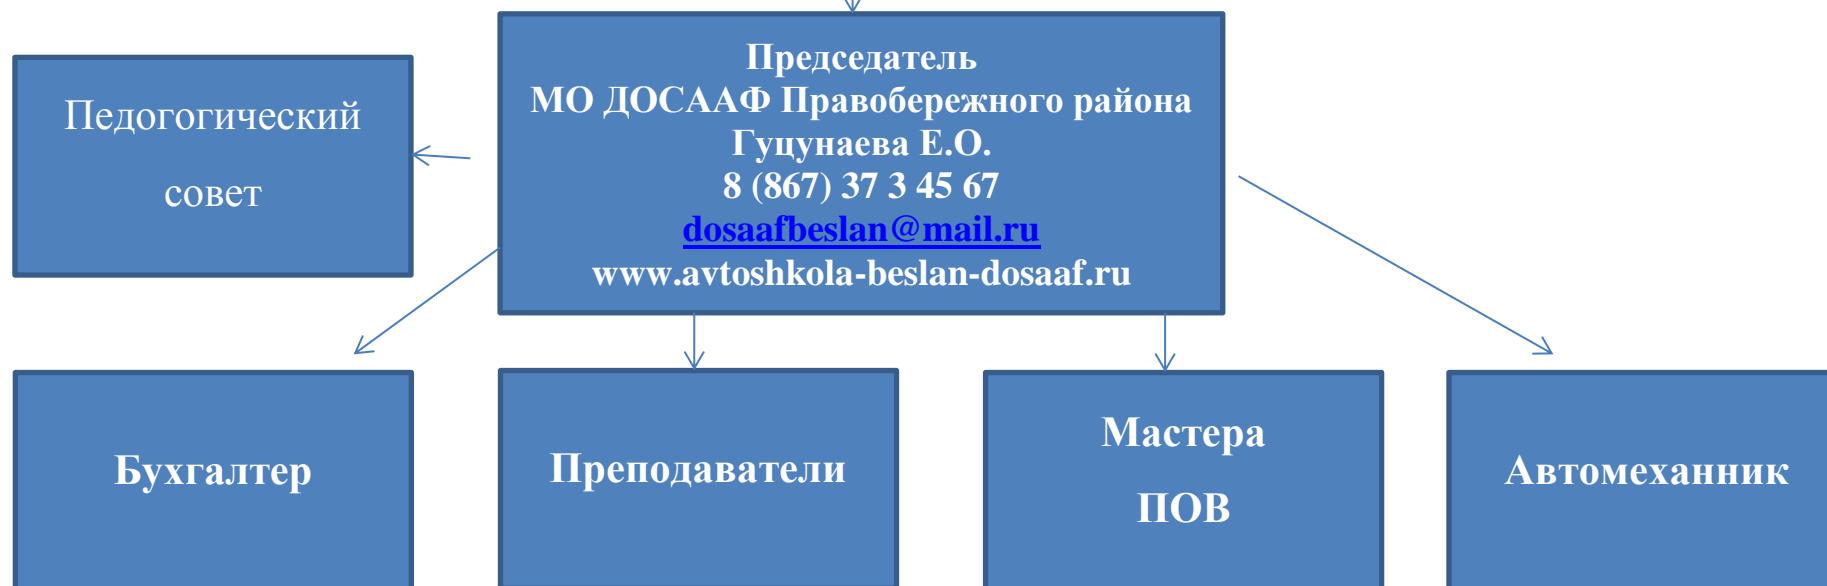 Председатель
МО ДОСААФ Правобережного района
Гуцунаева Е.О.
8 (867) 37 3 45 67
dosaafbeslan@mail.ru
www.avtoshkola-beslan-dosaaf.ru
Педогогический
совет
Бухгалтер
Преподаватели
Мастера
ПОВ
Автомеханник